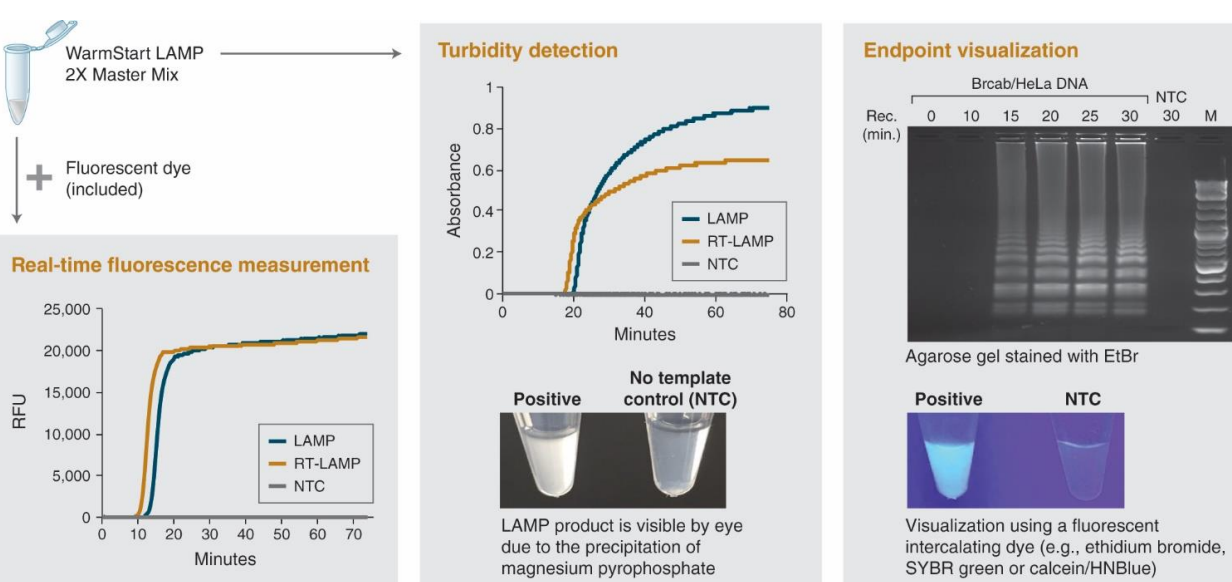 WarmStart LAMP
2X Master Mix
+
Fluorescent dye
(included)
Real-time fluorescence measurement
25,000
20,000
15,000
10,000
5,000
0
RFU
0 10 20 30 40 50 60 70
Minutes
LAMP
RT-LAMP
NTC
Turbidity detection
1
0.8
0.6
0.4
0.2
0
Absorbance
0 20 40 60 80
Minutes
LAMP
RT-LAMP
NTC
Positive
No template
control (NTC)
LAMP product is visible by eye
due to the precipitation of
magnesium pyrophosphate
Endpoint visualization
Brcab/HeLa DNA
NTC
Rec. 0 10 15 20 25 30 30 M
(min.)
Agarose gel stained with EtBr
Positive NTC
Visualization using a fluorescent
intercalating dye (e.g., ethidium bromide,
SYBR green or calcein/HNBlue)